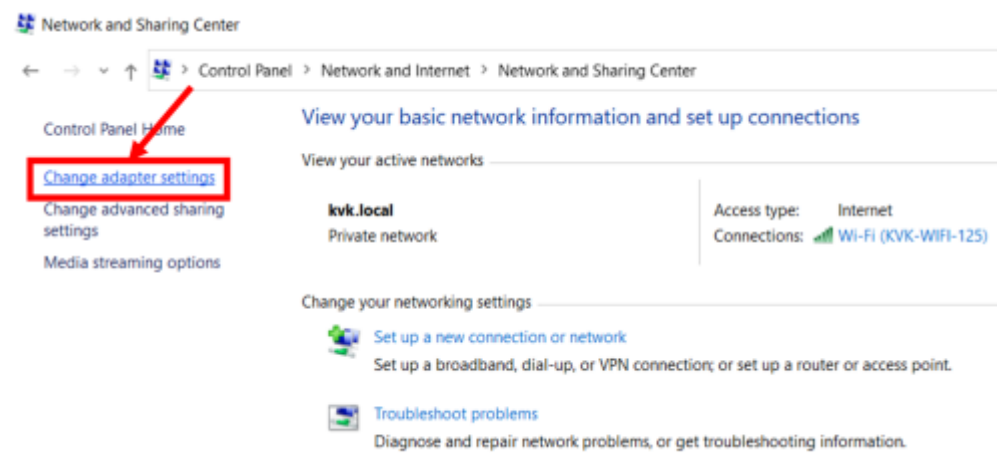 Network and Sharing Center
Control Panel > Network and Internet > Network and Sharing Center
Control Panel Home
Change adapter settings
Change advanced sharing
settings
Media streaming options
View your basic network information and set up connections
View your active networks
kvk.local
Private network
Access type: Internet
Connections: Wi-Fi (KVK-WIFI-125)
Change your networking settings
Set up a new connection or network
Set up a broadband, dial-up, or VPN connection; or set up a router or access point.
Troubleshoot problems
Diagnose and repair network problems, or get troubleshooting information.